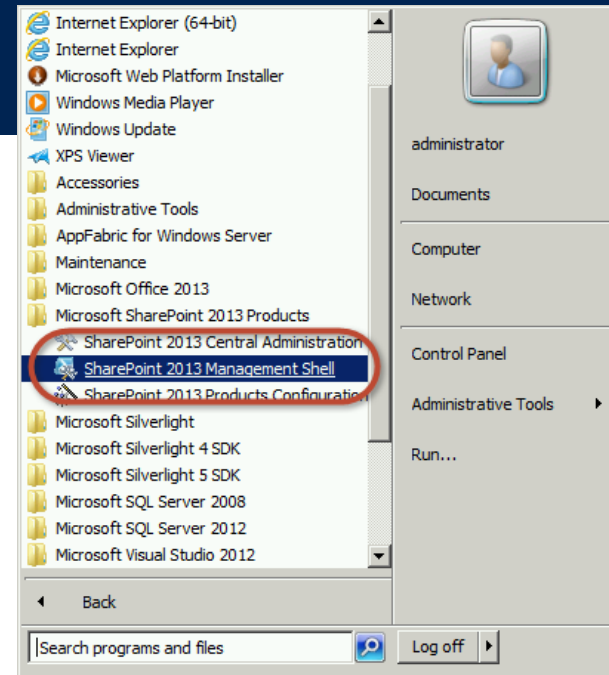 Internet Explorer (64-bit)
Internet Explorer
Microsoft Web Platform Installer
Windows Media Player
Windows Update
XPS Viewer
Accessories
Administrative Tools
AppFabric for Windows Server
Maintenance
Microsoft Office 2013
Microsoft SharePoint 2013 Products
SharePoint 2013 Central Administration
SharePoint 2013 Management Shell
SharePoint 2013 Products Configuration
Microsoft Silverlight
Microsoft Silverlight 4 SDK
Microsoft Silverlight 5 SDK
Microsoft SQL Server 2008
Microsoft SQL Server 2012
Microsoft Visual Studio 2012
Back
Search programs and files
administrator
Documents
Computer
Network
Control Panel
Administrative Tools
Run...
Log off